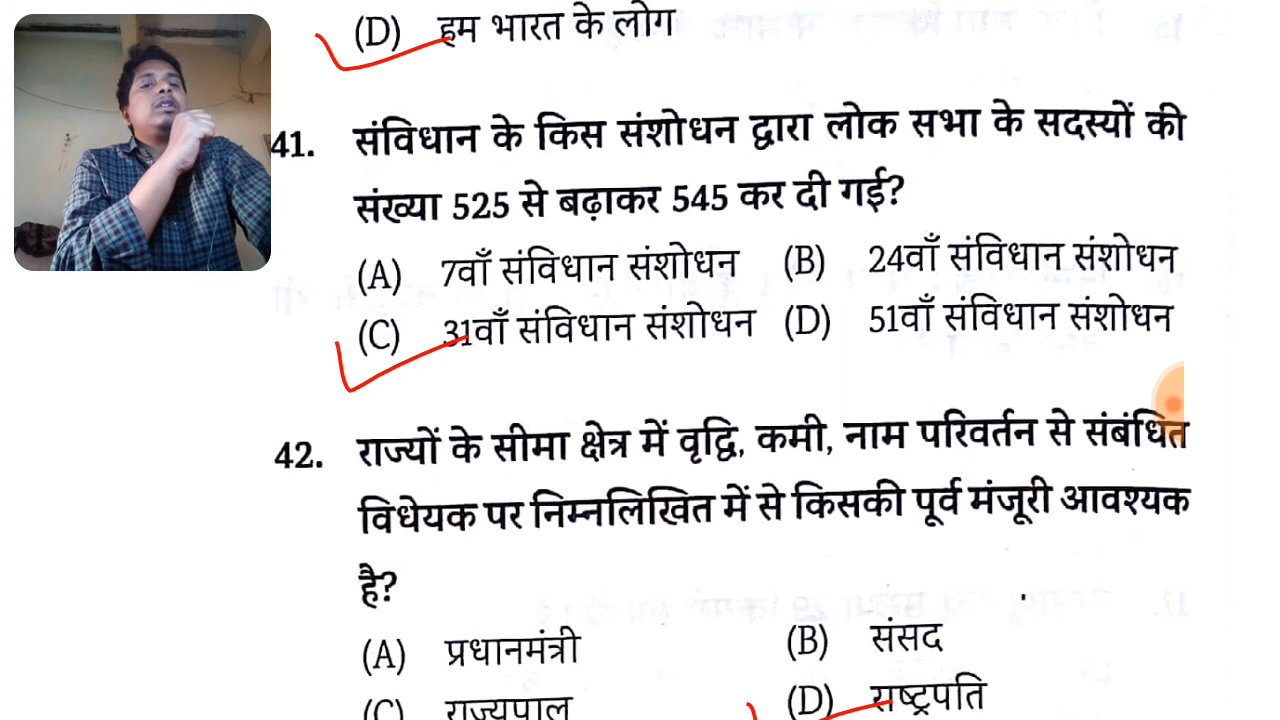 (D) हम भारत के लोग
41. संविधान के किस संशोधन द्वारा लोक सभा के सदस्यों की
संख्या 525 से बढ़ाकर 545 कर दी गई?
(A) 7वाँ संविधान संशोधन (B) 24वाँ संविधान संशोधन
(C) 31वाँ संविधान संशोधन (D) 51वाँ संविधान संशोधन
42. राज्यों के सीमा क्षेत्र में वृद्धि, कमी, नाम परिवर्तन से संबंधित
विधेयक पर निम्नलिखित में से किसकी पूर्व मंजूरी आवश्यक
है?
(A) प्रधानमंत्री (B) संसद
(C) राज्यपाल (D) राष्ट्रपति